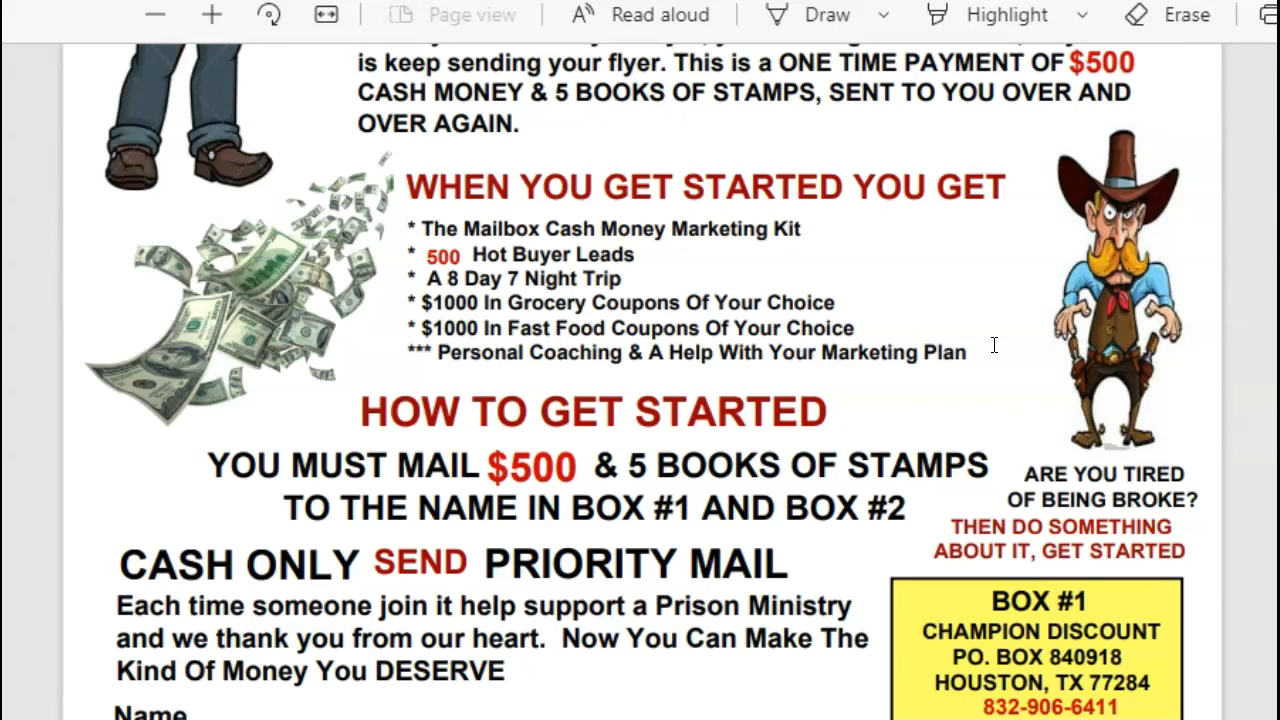 Page view
Read aloud
Draw
Highlight
Erase
is keep sending your flyer. This is a ONE TIME PAYMENT OF $500
CASH MONEY & 5 BOOKS OF STAMPS, SENT TO YOU OVER AND
OVER AGAIN.
WHEN YOU GET STARTED YOU GET
* The Mailbox Cash Money Marketing Kit
* 500 Hot Buyer Leads
* A 8 Day 7 Night Trip
* $1000 In Grocery Coupons Of Your Choice
* $1000 In Fast Food Coupons Of Your Choice
*** Personal Coaching & A Help With Your Marketing Plan
HOW TO GET STARTED
YOU MUST MAIL $500 & 5 BOOKS OF STAMPS
TO THE NAME IN BOX #1 AND BOX #2
ARE YOU TIRED
OF BEING BROKE?
THEN DO SOMETHING
ABOUT IT, GET STARTED
CASH ONLY SEND PRIORITY MAIL
Each time someone join it help support a Prison Ministry
and we thank you from our heart. Now You Can Make The
Kind Of Money You DESERVE
Name
BOX #1
CHAMPION DISCOUNT
PO. BOX 840918
HOUSTON, TX 77284
832-906-6411